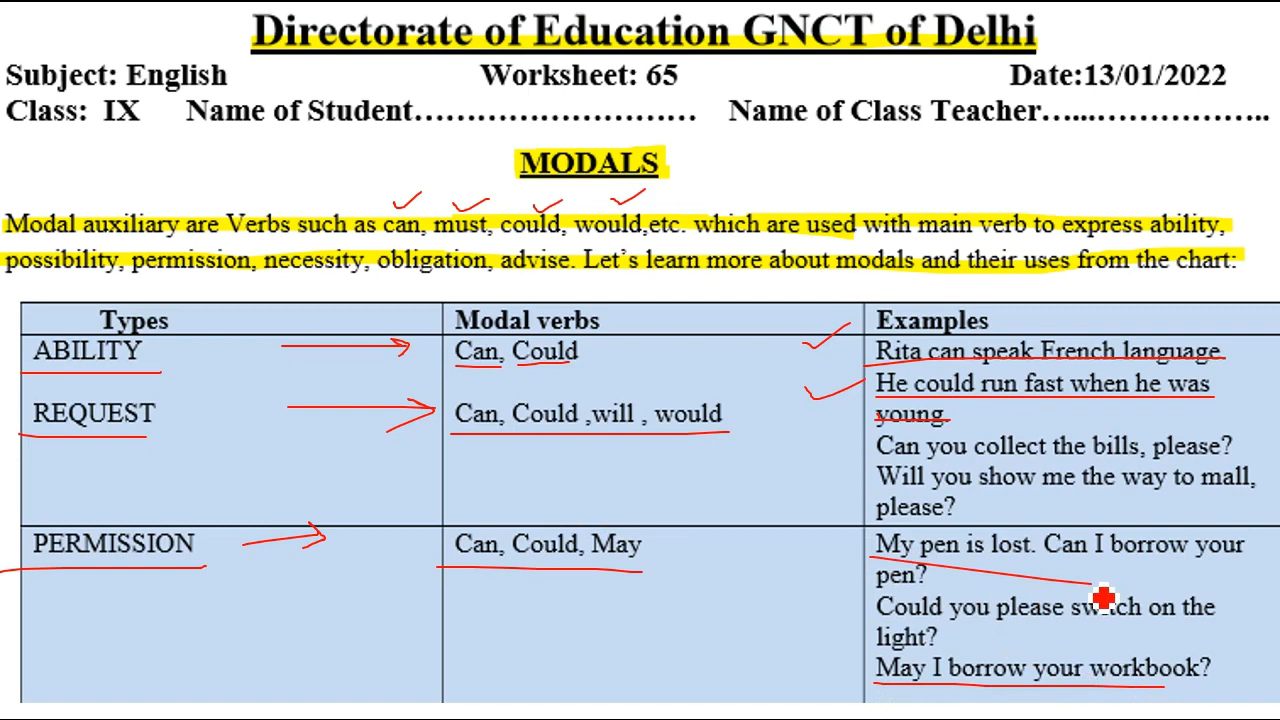 Directorate of Education GNCT of Delhi
Subject: English Worksheet: 65 Date:13/01/2022
Class: IX Name of Student………………………… Name of Class Teacher…...……………..
MODALS
Modal auxiliary are Verbs such as can, must, could, would,etc. which are used with main verb to express ability,
possibility, permission, necessity, obligation, advise. Let's learn more about modals and their uses from the chart:
Types Modal verbs Examples
ABILITY Can, Could Rita can speak French language.
He could run fast when he was
REQUEST Can, Could ,will , would young.
Can you collect the bills, please?
Will you show me the way to mall,
please?
PERMISSION Can, Could, May My pen is lost. Can I borrow your
pen?
Could you please switch on the
light?
May I borrow your workbook?